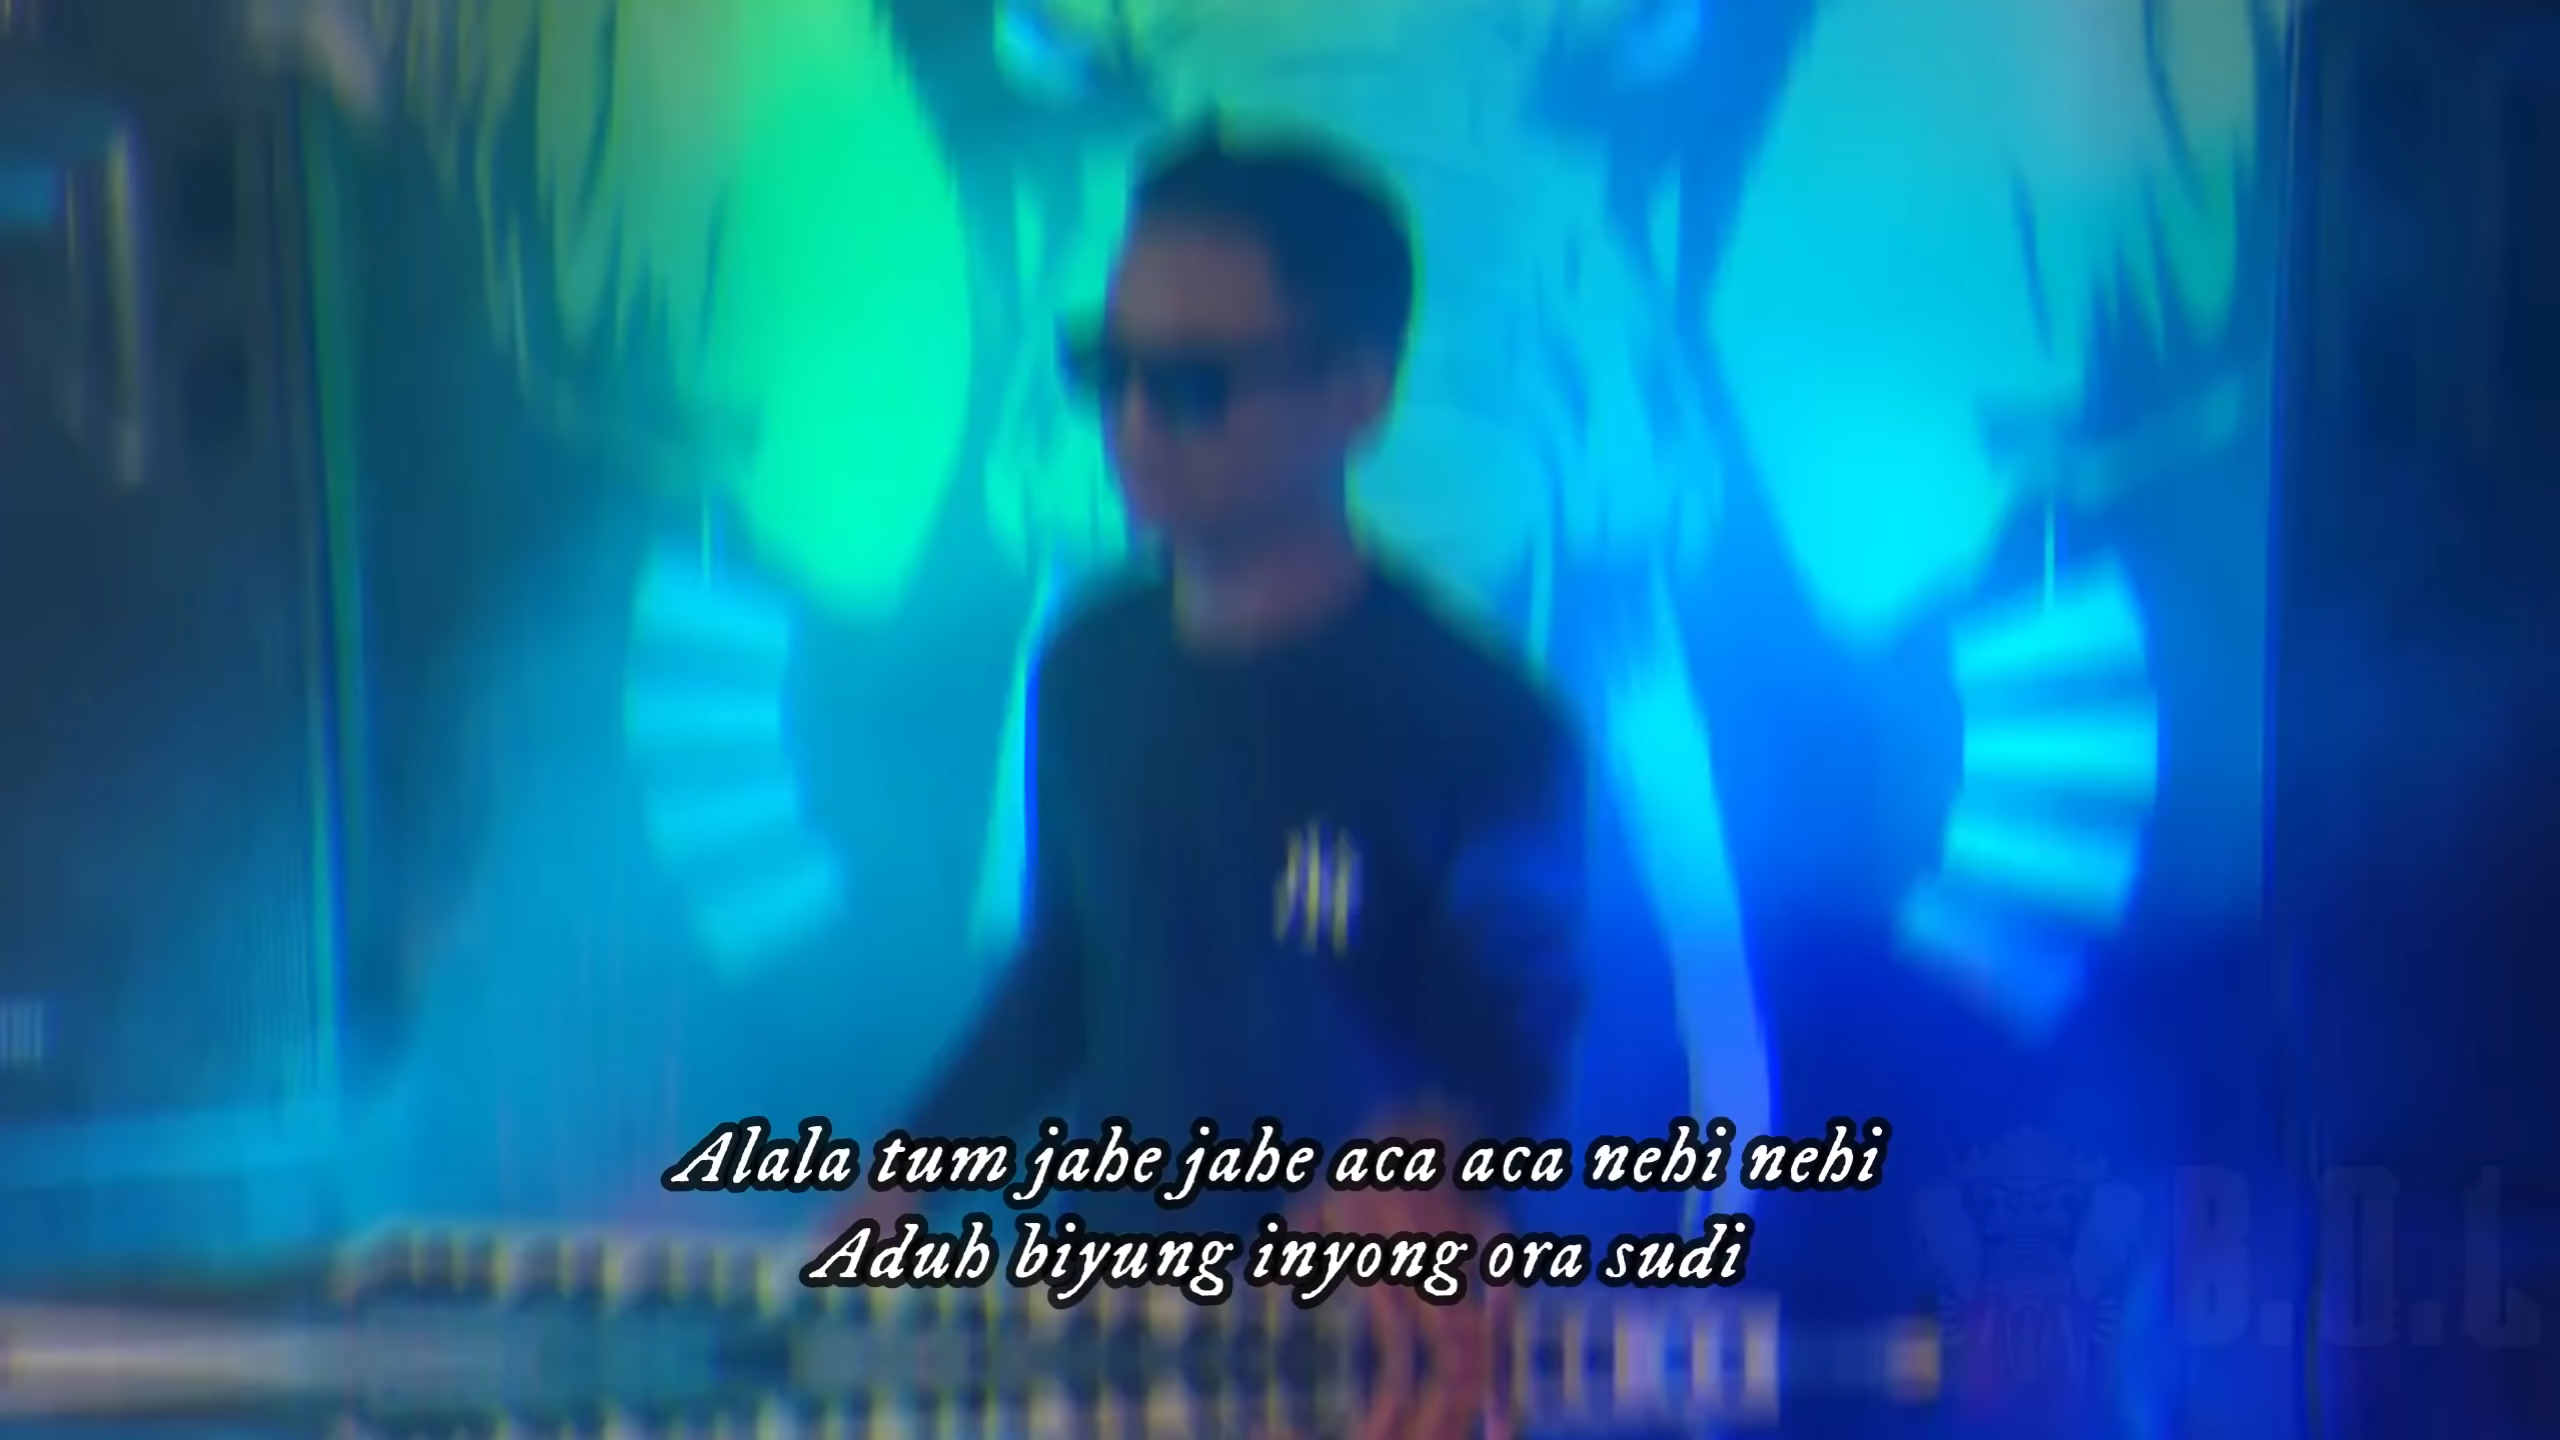 Alala tum jahe jahe aca aca nehi nehi
Aduh biyung inyong ora sudi
B.D.L